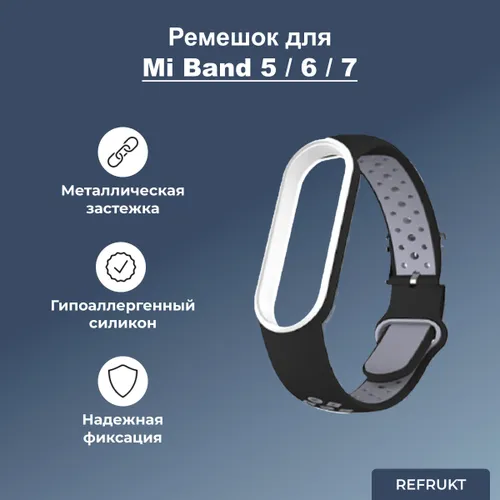 Ремешок для
Mi Band 5 / 6 / 7
Металлическая
застежка
Гипоаллергенный
силикон
Надежная
фиксация
REFRUKT